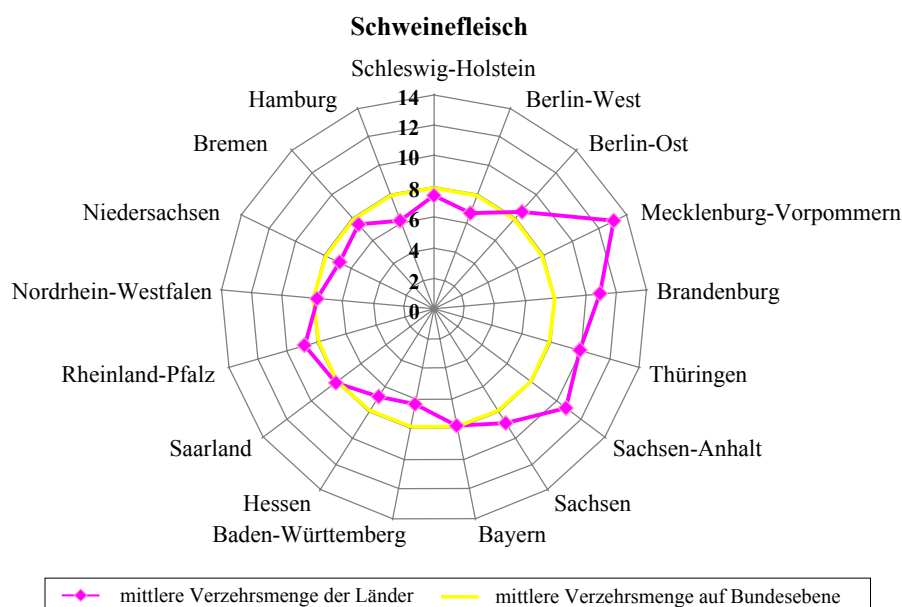 Schweinefleisch
Schleswig-Holstein
Hamburg
Berlin-West
Bremen
Berlin-Ost
Niedersachsen
Mecklenburg-Vorpommern
Nordrhein-Westfalen
Brandenburg
Rheinland-Pfalz
Thüringen
Saarland
Sachsen-Anhalt
Hessen
Sachsen
Baden-Württemberg
Bayern
14
12
10
8
6
4
2
0
mittlere Verzehrsmenge der Länder
mittlere Verzehrsmenge auf Bundesebene